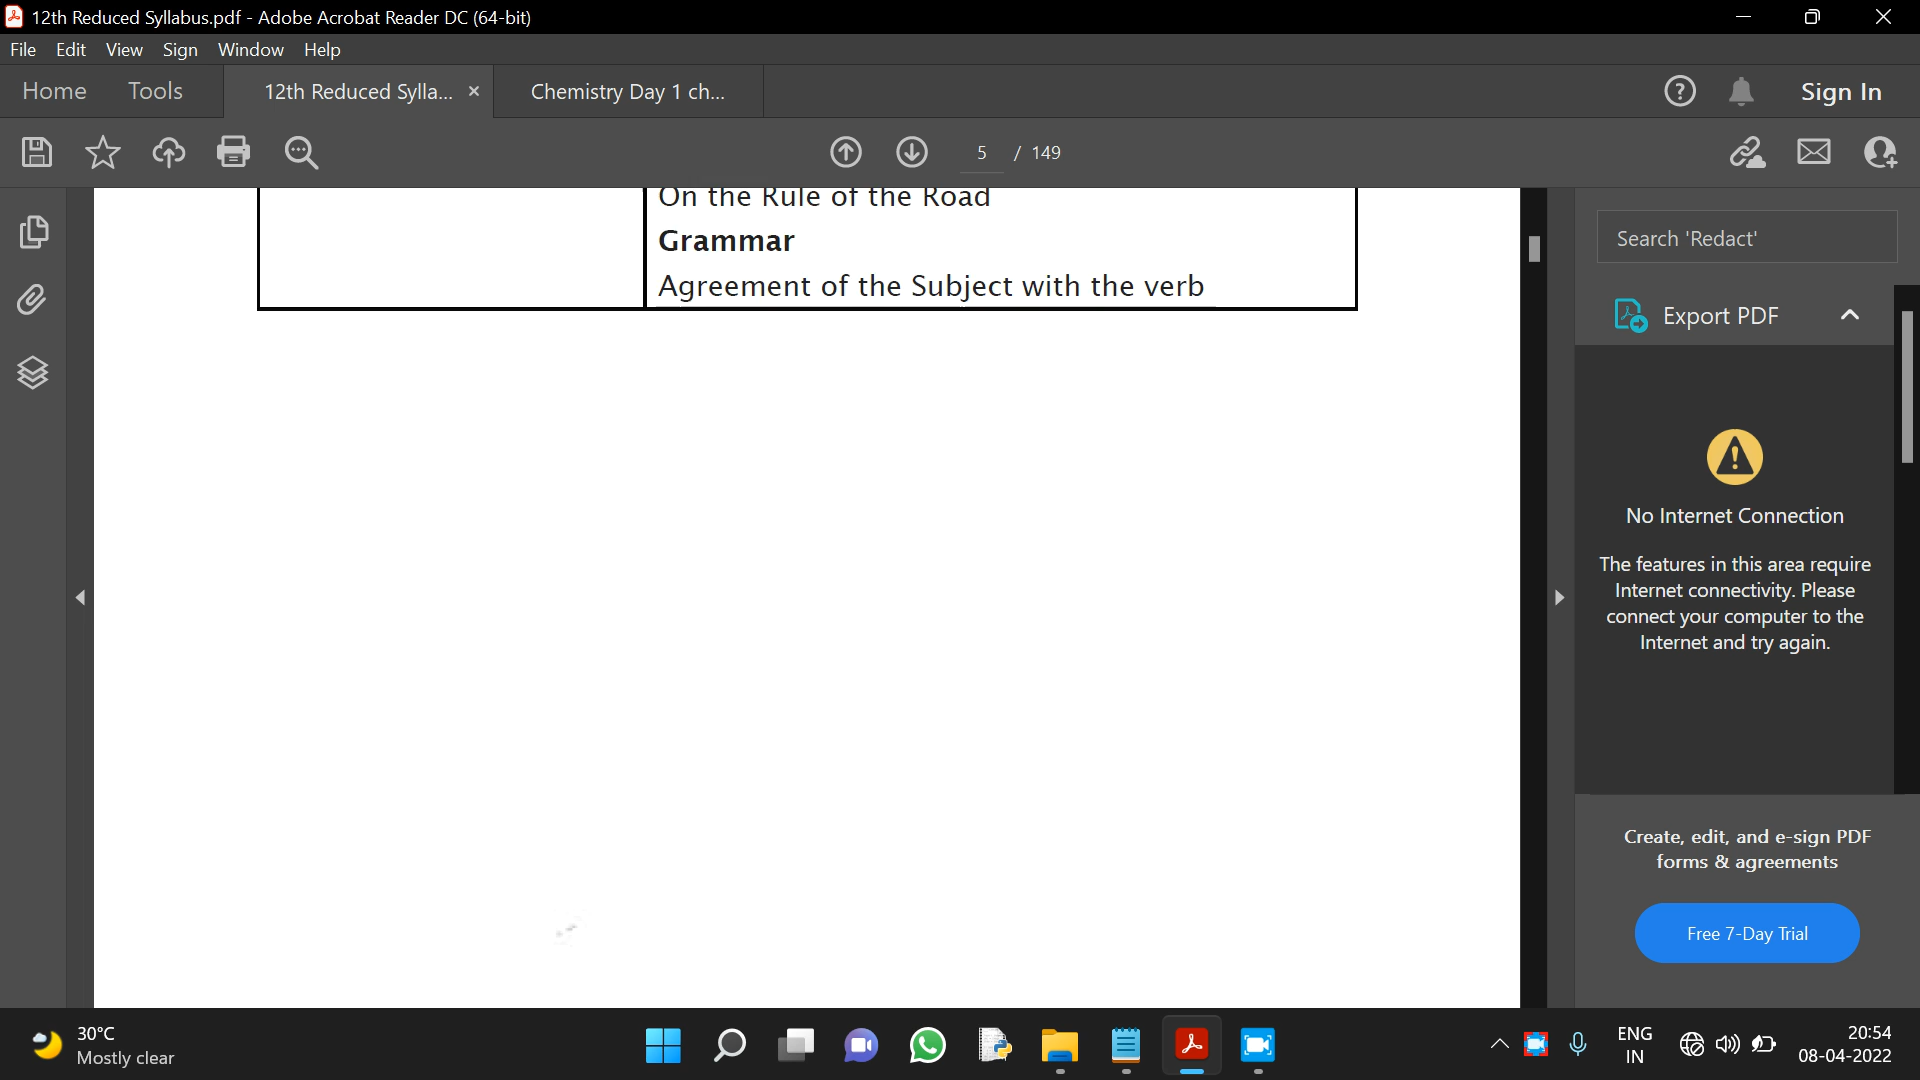 12th Reduced Syllabus.pdf - Adobe Acrobat Reader DC (64-bit)
File Edit View Sign Window Help
Home Tools 12th Reduced Sylla... × Chemistry Day 1 ch... Sign In
5 / 149
On the Rule of the Road
Grammar
Agreement of the Subject with the verb
Search 'Redact'
Export PDF
No Internet Connection
The features in this area require
Internet connectivity. Please
connect your computer to the
Internet and try again.
Create, edit, and e-sign PDF
forms & agreements
Free 7-Day Trial
30°C
Mostly clear
ENG
IN
20:54
08-04-2022